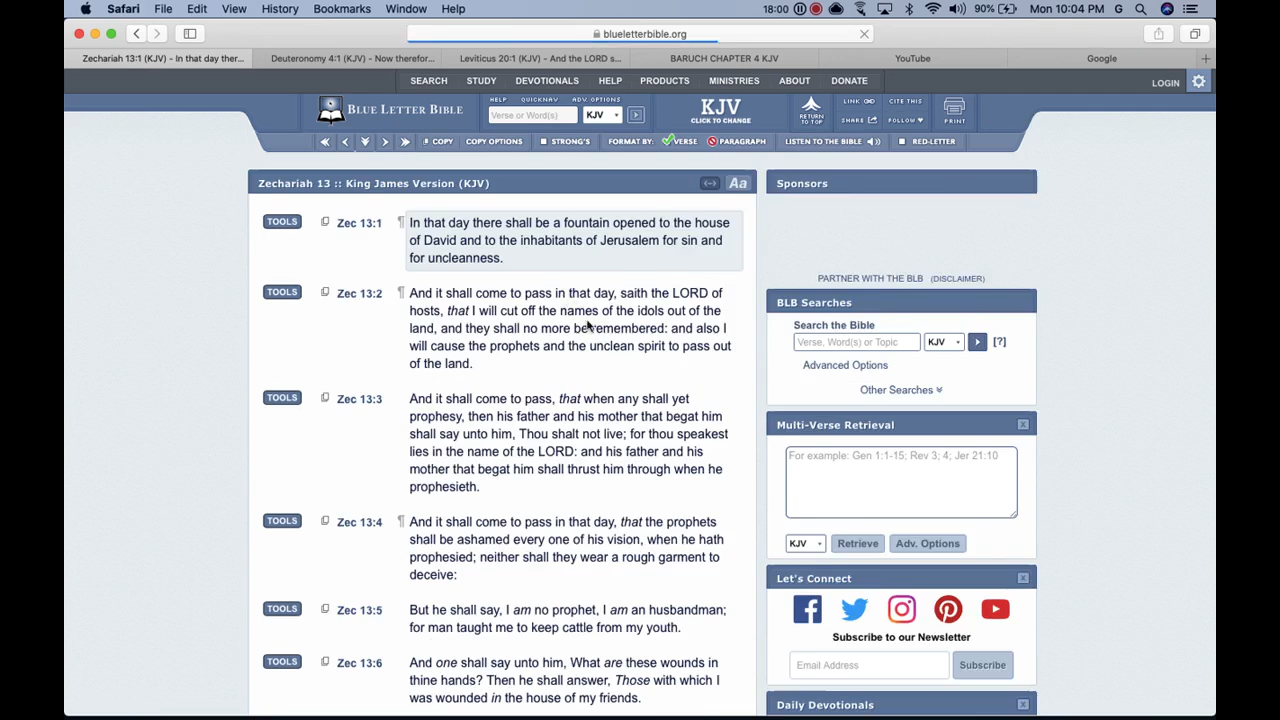 Safari File Edit View History Bookmarks Window Help 18:00 90% Mon 10:04 PM G
blueletterbible.org
Zechariah 13:1 (KJV) - In that day ther... Deuteronomy 4:1 (KJV) - Now therefor... Leviticus 20:1 (KJV) - And the LORD s... BARUCH CHAPTER 4 KJV YouTube Google
SEARCH STUDY DEVOTIONALS HELP PRODUCTS MINISTRIES ABOUT DONATE LOGIN
HELP QUICKNAV ADV. OPTIONS
BLUE LETTER BIBLE Verse or Word(s) KJV
KJV
CLICK TO CHANGE
RETURN TO TOP
LINK CITE THIS
SHARE FOLLOW PRINT
COPY COPY OPTIONS STRONG'S FORMAT BY: VERSE PARAGRAPH LISTEN TO THE BIBLE RED-LETTER
Zechariah 13 :: King James Version (KJV) Aa
TOOLS Zec 13:1 ¶ In that day there shall be a fountain opened to the house
of David and to the inhabitants of Jerusalem for sin and
for uncleanness.
TOOLS Zec 13:2 ¶ And it shall come to pass in that day, saith the LORD of
hosts, that I will cut off the names of the idols out of the
land, and they shall no more be remembered: and also I
will cause the prophets and the unclean spirit to pass out
of the land.
TOOLS Zec 13:3 And it shall come to pass, that when any shall yet
prophesy, then his father and his mother that begat him
shall say unto him, Thou shalt not live; for thou speakest
lies in the name of the LORD: and his father and his
mother that begat him shall thrust him through when he
prophesieth.
TOOLS Zec 13:4 ¶ And it shall come to pass in that day, that the prophets
shall be ashamed every one of his vision, when he hath
prophesied; neither shall they wear a rough garment to
deceive:
TOOLS Zec 13:5 But he shall say, I am no prophet, I am an husbandman;
for man taught me to keep cattle from my youth.
TOOLS Zec 13:6 And one shall say unto him, What are these wounds in
thine hands? Then he shall answer, Those with which I
was wounded in the house of my friends.
Sponsors
PARTNER WITH THE BLB (DISCLAIMER)
BLB Searches
Search the Bible
Verse, Word(s) or Topic KJV [?]
Advanced Options
Other Searches
Multi-Verse Retrieval
For example: Gen 1:1-15; Rev 3; 4; Jer 21:10
KJV Retrieve Adv. Options
Let's Connect
Subscribe to our Newsletter
Email Address Subscribe
Daily Devotionals